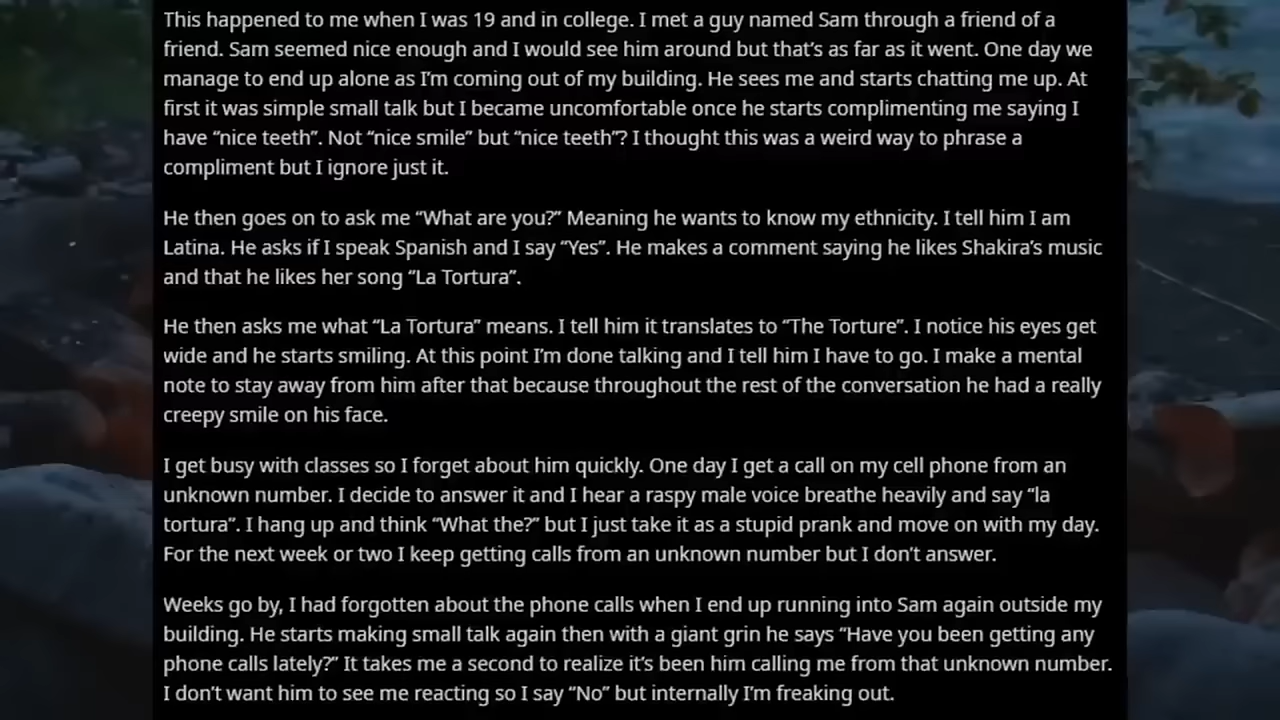 This happened to me when I was 19 and in college. I met a guy named Sam through a friend of a
friend. Sam seemed nice enough and I would see him around but that’s as far as it went. One day we
manage to end up alone as I’m coming out of my building. He sees me and starts chatting me up. At
first it was simple small talk but I became uncomfortable once he starts complimenting me saying I
have “nice teeth”. Not “nice smile” but “nice teeth”? I thought this was a weird way to phrase a
compliment but I ignore just it.
He then goes on to ask me “What are you?” Meaning he wants to know my ethnicity. I tell him I am
Latina. He asks if I speak Spanish and I say “Yes”. He makes a comment saying he likes Shakira’s music
and that he likes her song “La Tortura”.
He then asks me what “La Tortura” means. I tell him it translates to “The Torture”. I notice his eyes get
wide and he starts smiling. At this point I’m done talking and I tell him I have to go. I make a mental
note to stay away from him after that because throughout the rest of the conversation he had a really
creepy smile on his face.
I get busy with classes so I forget about him quickly. One day I get a call on my cell phone from an
unknown number. I decide to answer it and I hear a raspy male voice breathe heavily and say “la
tortura”. I hang up and think “What the?” but I just take it as a stupid prank and move on with my day.
For the next week or two I keep getting calls from an unknown number but I don’t answer.
Weeks go by, I had forgotten about the phone calls when I end up running into Sam again outside my
building. He starts making small talk again then with a giant grin he says “Have you been getting any
phone calls lately?” It takes me a second to realize it’s been him calling me from that unknown number.
I don’t want him to see me reacting so I say “No” but internally I’m freaking out.